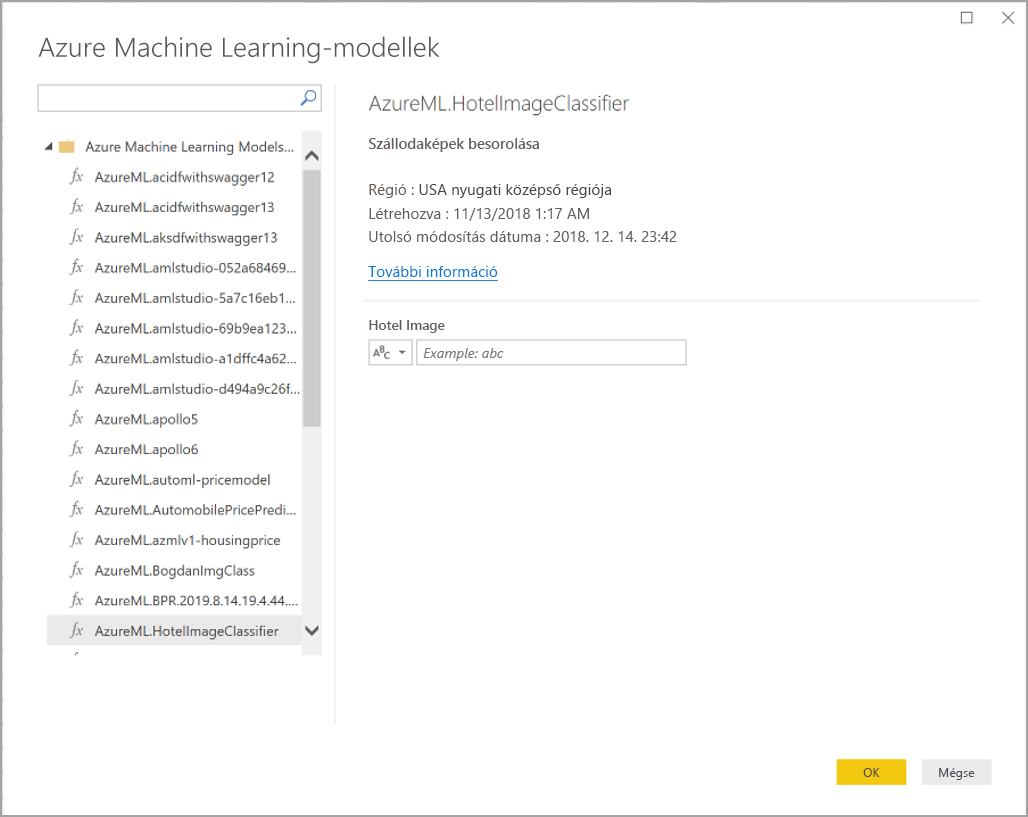 Azure Machine Learning-modellek
Azure Machine Learning Models...
fx AzureML.acidfwithswagger12
fx AzureML.acidfwithswagger13
fx AzureML.aksdfwithswagger13
fx AzureML.amlstudio-052a68469...
fx AzureML.amlstudio-5a7c16eb1...
fx AzureML.amlstudio-69b9ea123...
fx AzureML.amlstudio-a1dffc4a62...
fx AzureML.amlstudio-d494a9c26f...
fx AzureML.apollo5
fx AzureML.apollo6
fx AzureML.automl-pricemodel
fx AzureML.AutomobilePricePredi...
fx AzureML.azmlv1-housingprice
fx AzureML.BogdanImgClass
fx AzureML.BPR.2019.8.14.19.4.44....
fx AzureML.HotelImageClassifier
AzureML.HotelImageClassifier
Szállodaképek besorolása
Régió : USA nyugati középső régiója
Létrehozva : 11/13/2018 1:17 AM
Utolsó módosítás dátuma : 2018. 12. 14. 23:42
További információ
Hotel Image
ABC Example: abc
OK Mégse